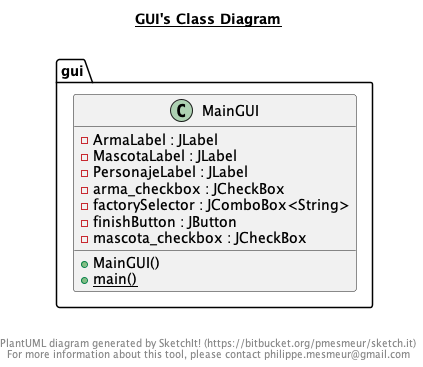 GUI's Class Diagram
gui
C MainGUI
ArmaLabel : JLabel
MascotaLabel : JLabel
PersonajeLabel : JLabel
arma_checkbox : JCheckBox
factorySelector : JComboBox<String>
finishButton : JButton
mascota_checkbox : JCheckBox
MainGUI()
main()
PlantUML diagram generated by SketchIt! (https://bitbucket.org/pmesmeur/sketch.it)
For more information about this tool, please contact philippe.mesmeur@gmail.com